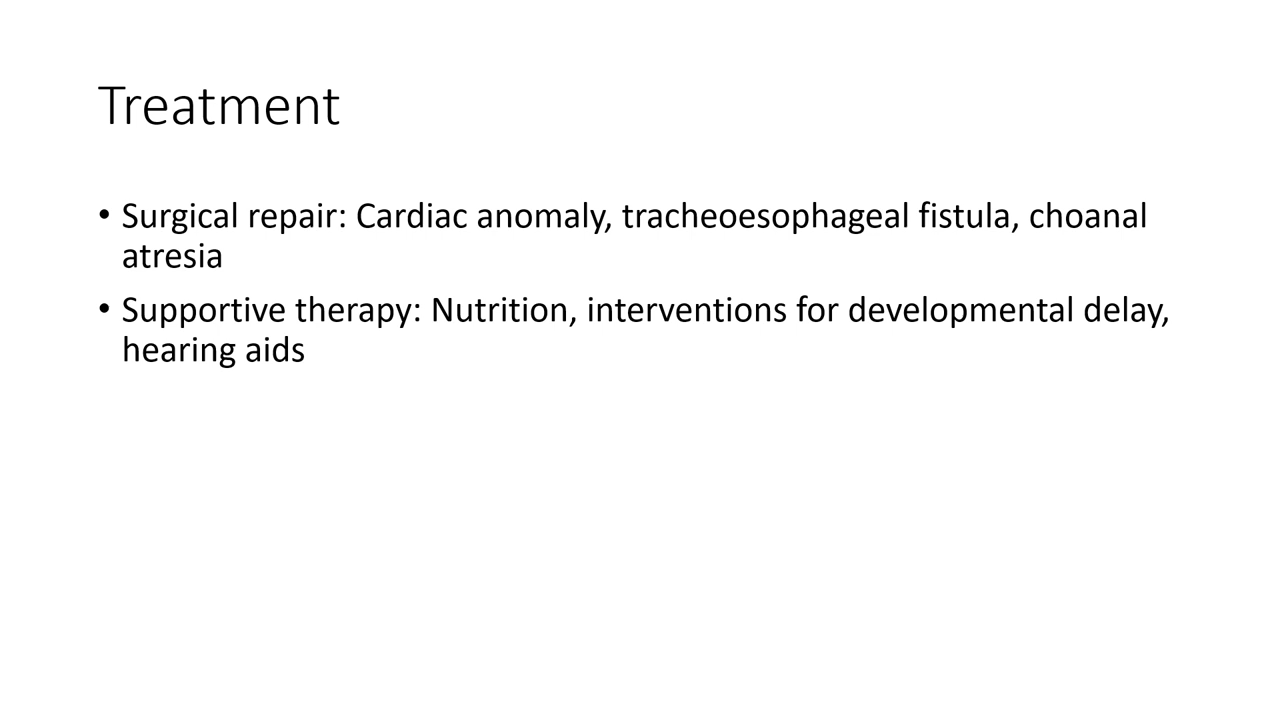 Treatment
• Surgical repair: Cardiac anomaly, tracheoesophageal fistula, choanal
atresia
• Supportive therapy: Nutrition, interventions for developmental delay,
hearing aids